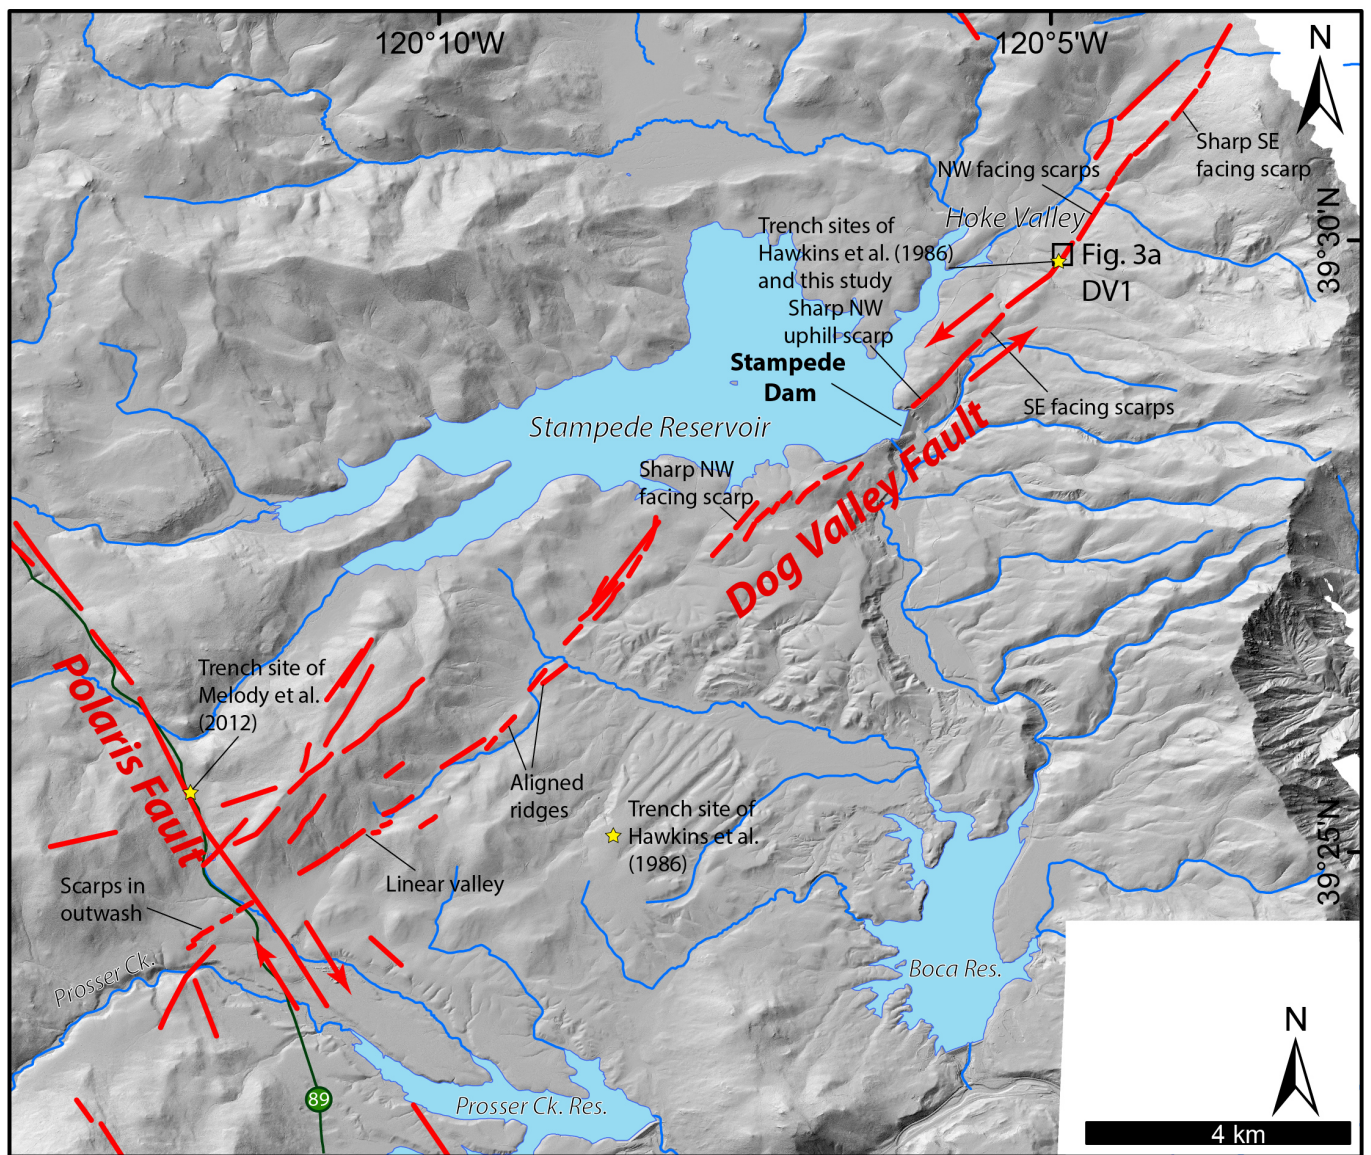 120°10'W
120°5'W
N
Sharp SE
facing scarp
NW facing scarps
Hoke Valley
39°30'N
Trench sites of
Hawkins et al. (1986)
and this study
Fig. 3a
DV1
Sharp NW
uphill scarp
Stampede
Dam
SE facing scarps
Stampede Reservoir
Dog Valley Fault
Sharp NW
facing scarp
Trench site of
Melody et al.
(2012)
Polaris Fault
Aligned
ridges
Trench site of
Hawkins et al.
(1986)
39°25'N
Linear valley
Scarps in
outwash
Prosser Ck.
Boca Res.
N
89
Prosser Ck. Res.
4 km